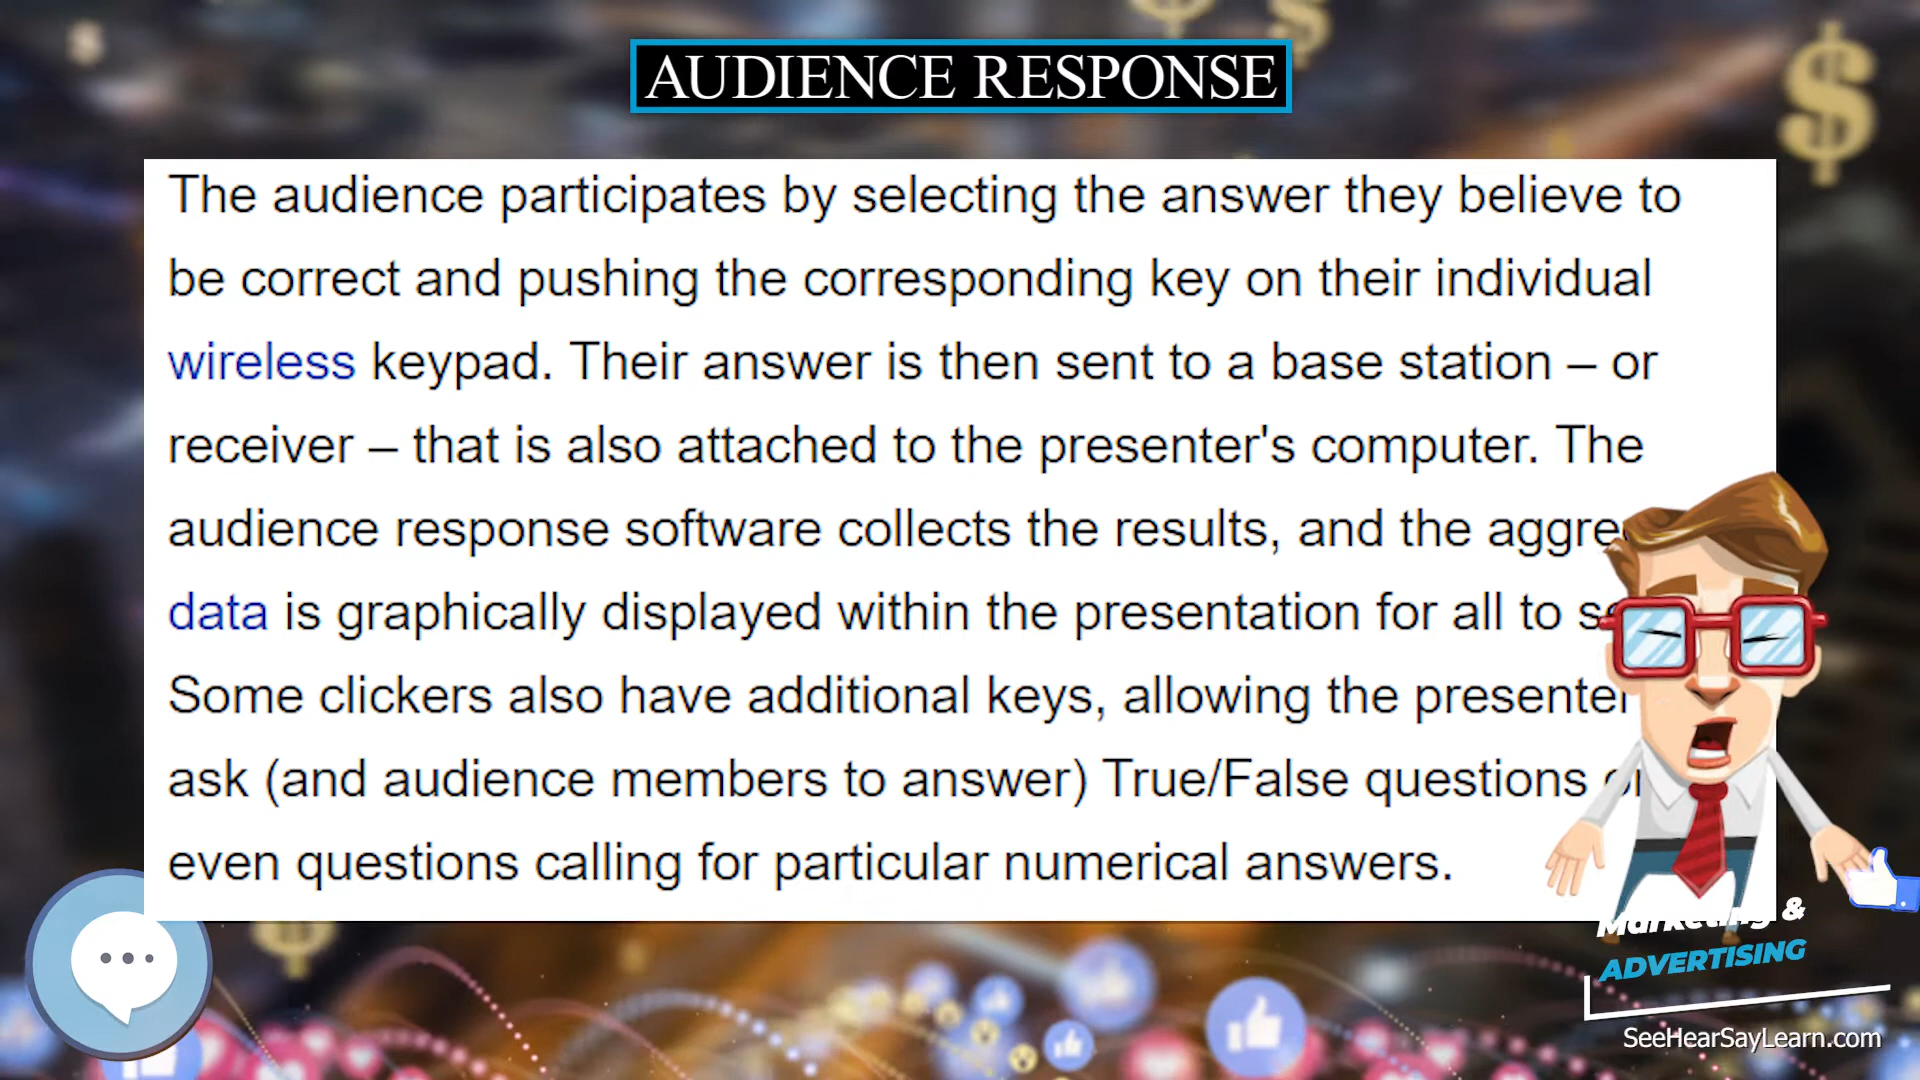 AUDIENCE RESPONSE
The audience participates by selecting the answer they believe to
be correct and pushing the corresponding key on their individual
wireless keypad. Their answer is then sent to a base station – or
receiver – that is also attached to the presenter's computer. The
audience response software collects the results, and the
data is graphically displayed within the presentation for all to
Some clickers also have additional keys, allowing the presenter
ask (and audience members to answer) True/False questions or
even questions calling for particular numerical answers.
Marketing &
ADVERTISING
SeeHearSayLearn.com